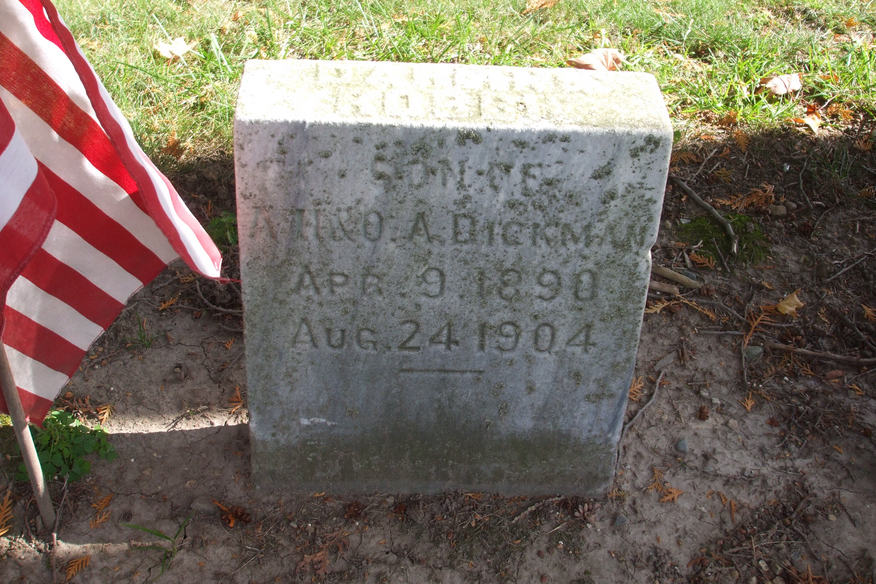 SON OF
A.H.&O.A. DICKMAN
APR. 9. 1890
AUG. 24. 1904